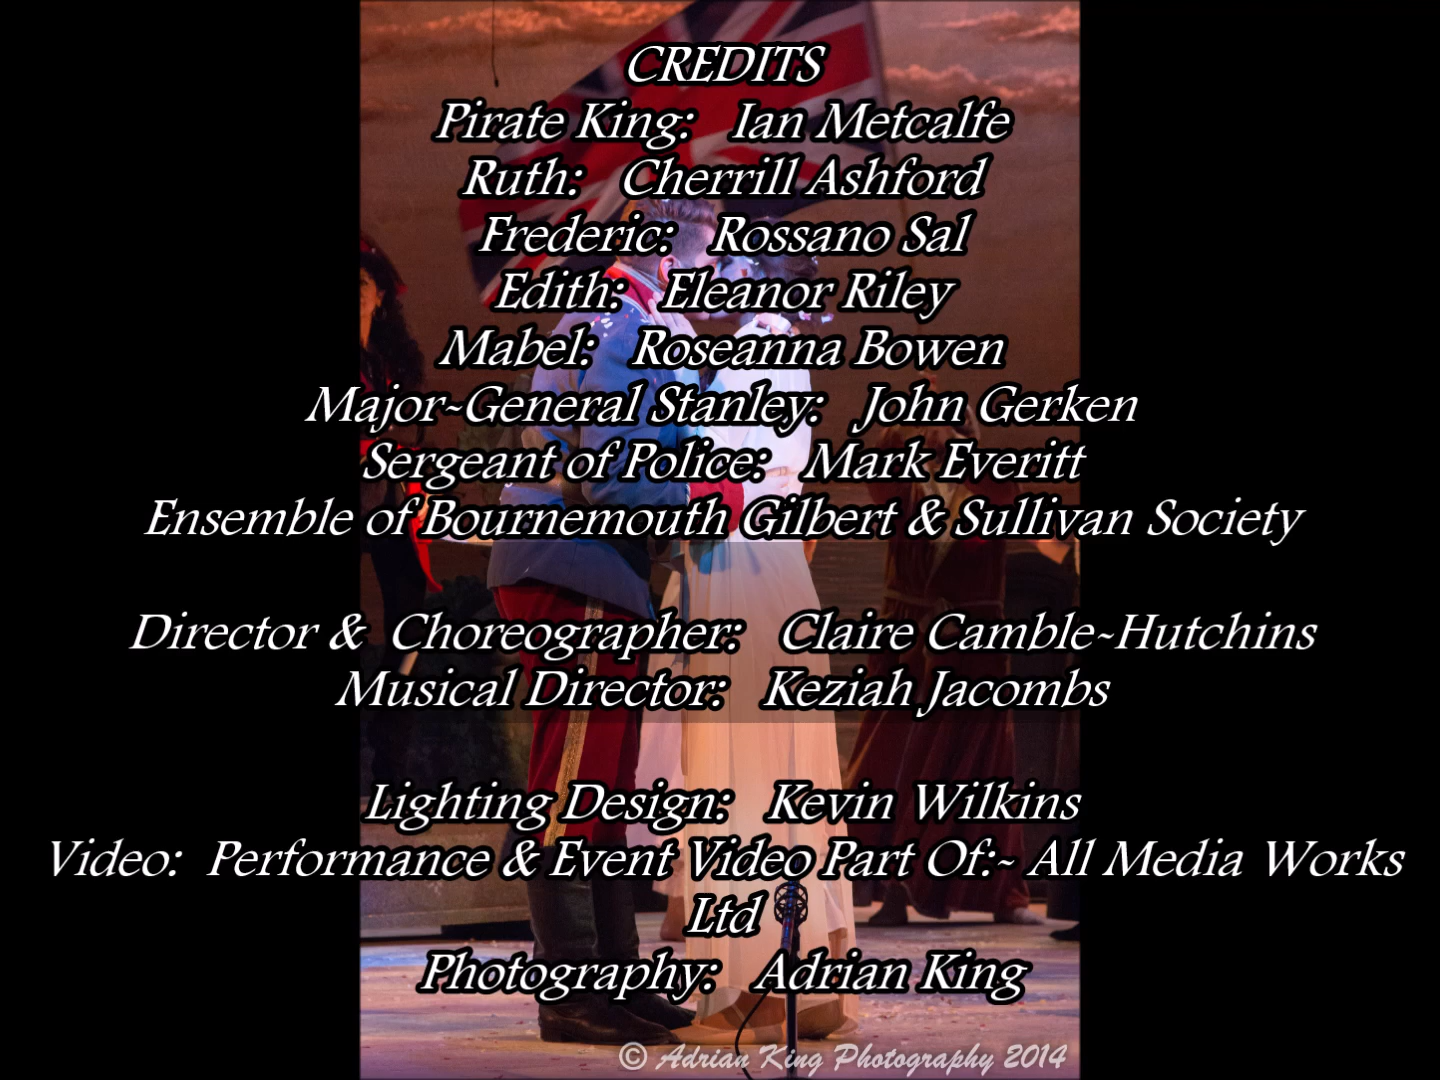 CREDITS
Pirate King: Ian Metcalfe
Ruth: Cherrill Ashford
Frederic: Rossano Sal
Edith: Eleanor Riley
Mabel: Roseanna Bowen
Major-General Stanley: John Gerken
Sergeant of Police: Mark Everitt
Ensemble of Bournemouth Gilbert & Sullivan Society
Director & Choreographer: Claire Camble-Hutchins
Musical Director: Keziah Jacombs
Lighting Design: Kevin Wilkins
Video: Performance & Event Video Part Of:- All Media Works
Ltd
Photography: Adrian King
© Adrian King Photography 2014